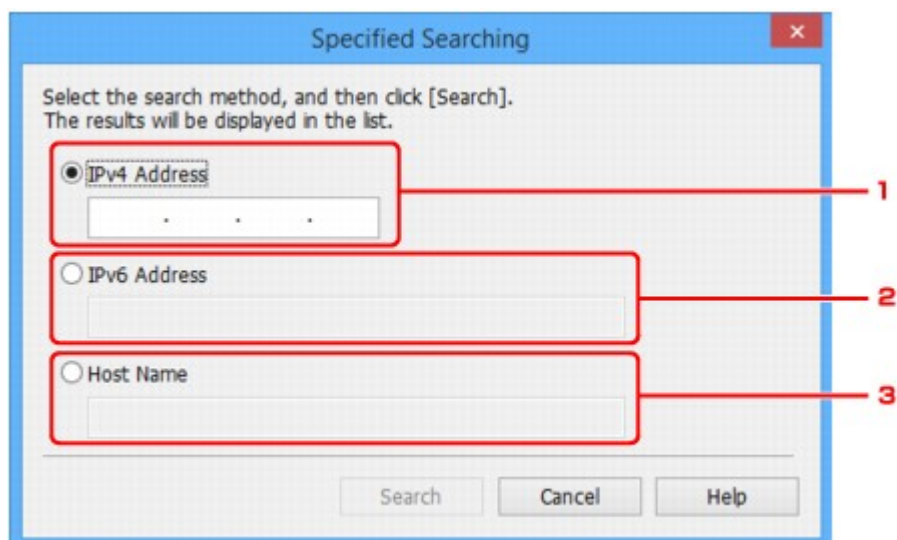 Specified Searching
Select the search method, and then click [Search].
The results will be displayed in the list.
IPv4 Address
. . .
1
IPv6 Address
2
Host Name
3
Search Cancel Help